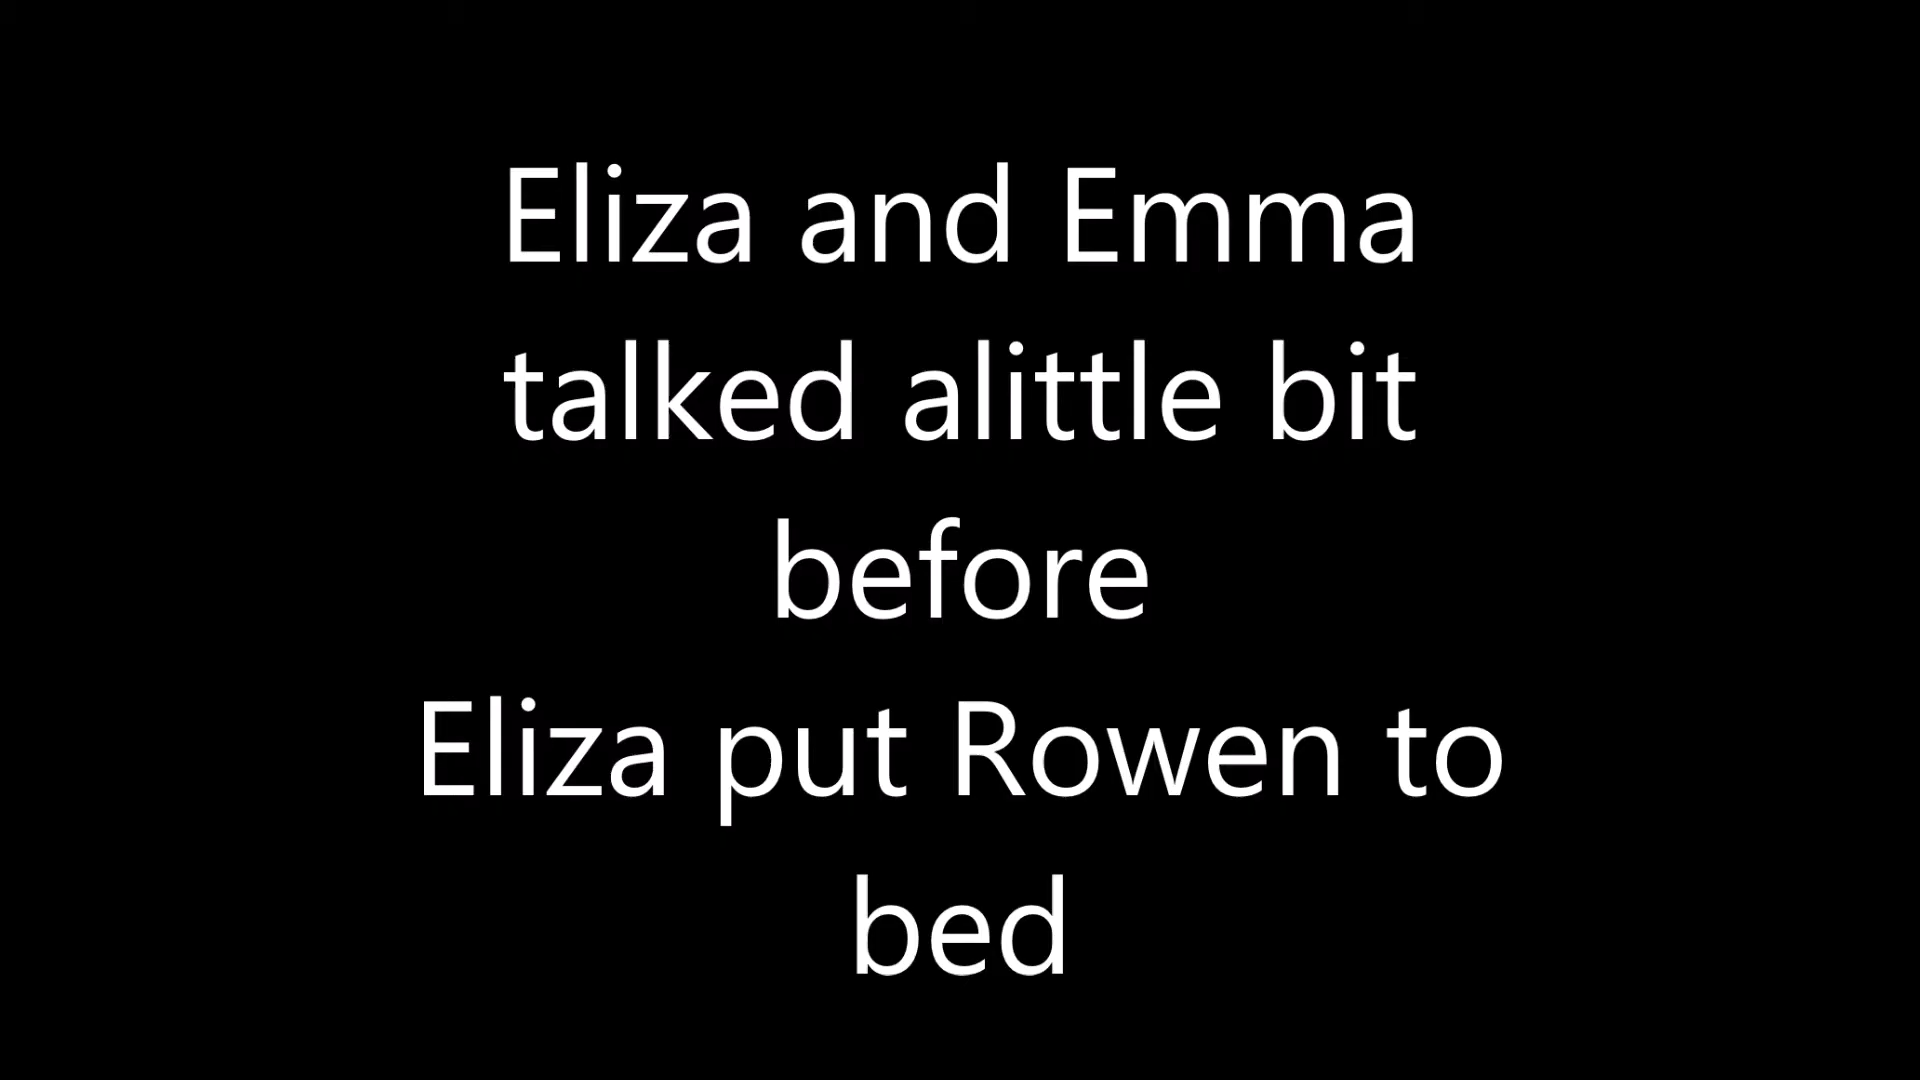 Eliza and Emma
talked alittle bit
before
Eliza put Rowen to
bed